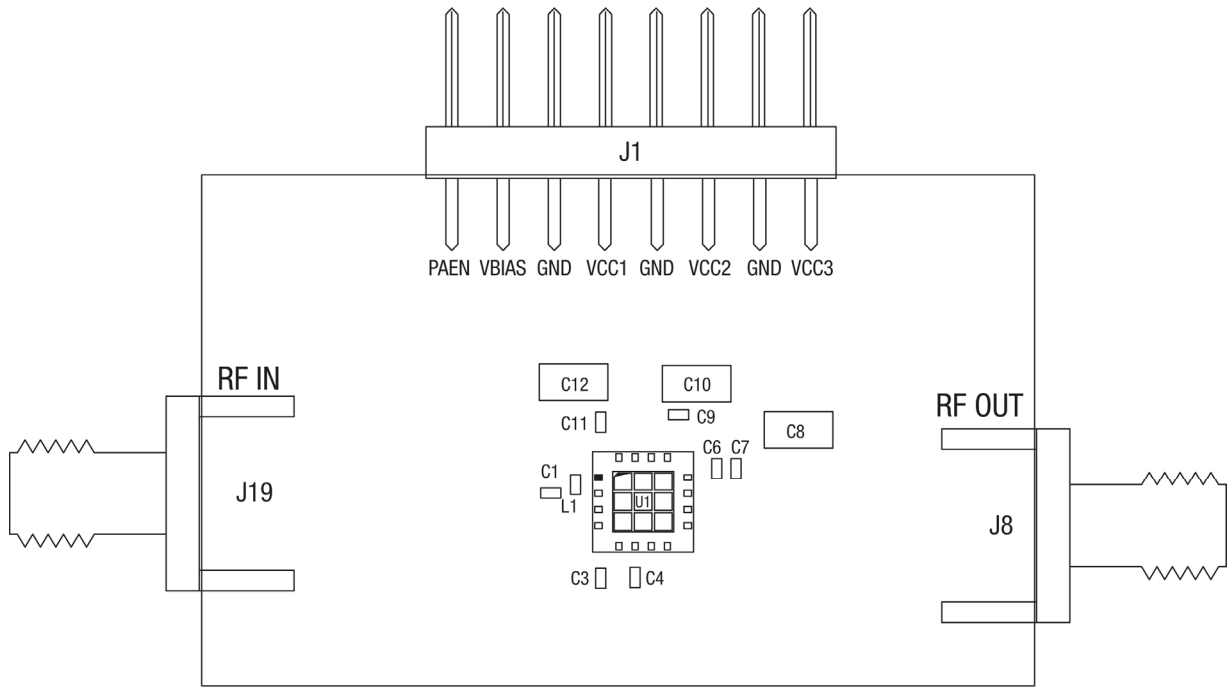 J1
PAEN VBIAS GND VCC1 GND VCC2 GND VCC3
RF IN
C12
C10
C11
C9
RF OUT
C8
C6 C7
C1
J19
L1
U1
J8
C3
C4